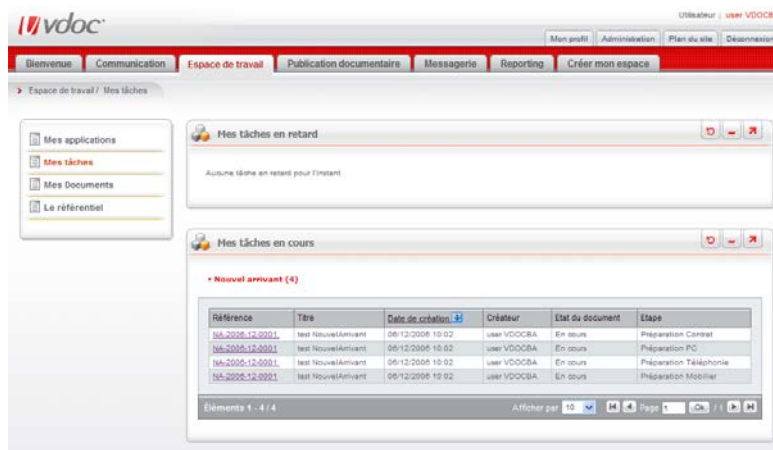 vdoc
Utilisateur : user VDOCB
Mon profil Administration Plan du site Déconnexion
Bienvenue Communication Espace de travail Publication documentaire Messagerie Reporting Créer mon espace
Espace de travail / Mes tâches
Mes applications
Mes tâches
Mes Documents
Le référentiel
Mes tâches en retard
Aucune tâche en retard pour l'instant
Mes tâches en cours
• Nouvel arrivant (4)
Référence Titre Date de création Créateur Etat du document Etape
NA-2006-12-0001 test NouvelArrivant 06/12/2006 10:02 user VDOCBA En cours Préparation Contrat
NA-2006-12-0001 test NouvelArrivant 06/12/2006 10:02 user VDOCBA En cours Préparation PC
NA-2006-12-0001 test NouvelArrivant 06/12/2006 10:02 user VDOCBA En cours Préparation Téléphonie
NA-2006-12-0001 test NouvelArrivant 06/12/2006 10:02 user VDOCBA En cours Préparation Mobilier
Éléments 1 - 4 / 4 Afficher par 10 Page 1 Ok / 1